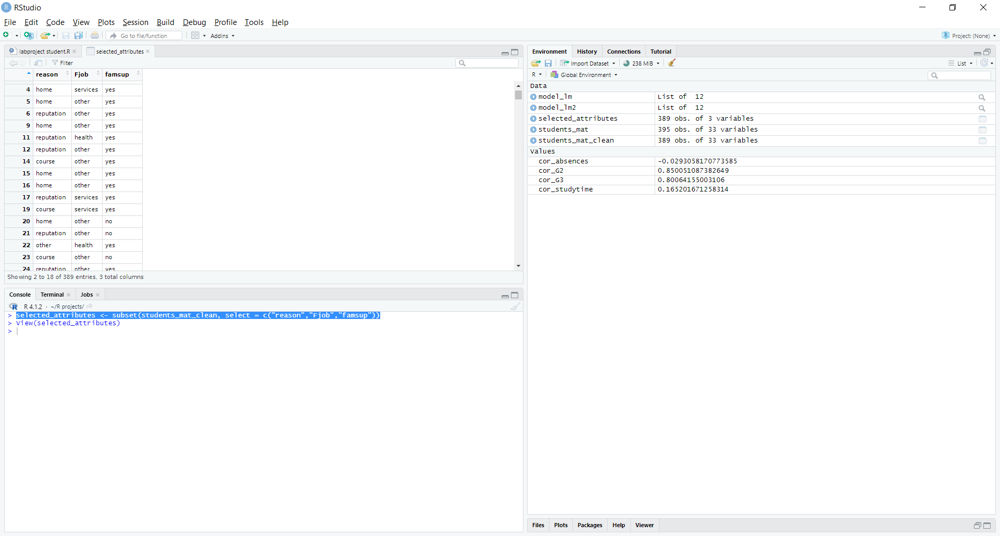 RStudio
File Edit Code View Plots Session Build Debug Profile Tools Help
Go to file/function Addins Project: (None)
labproject student.R selected_attributes
Filter
reason Fjob famsup
4 home services yes
5 home other yes
6 reputation other yes
9 home other yes
11 reputation health yes
12 reputation other yes
14 course other yes
15 home other yes
16 home other yes
17 reputation services yes
19 course services yes
20 home other no
21 reputation other no
22 other health yes
23 course other no
24 reputation other yes
Showing 2 to 18 of 389 entries, 3 total columns
Console Terminal Jobs
R 4.1.2 · ~/R projects/
> selected_attributes <- subset(students_mat_clean, select = c("reason","Fjob","famsup"))
> View(selected_attributes)
>
Environment History Connections Tutorial
Import Dataset 238 MiB List
R Global Environment
Data
model_lm List of 12
model_lm2 List of 12
selected_attributes 389 obs. of 3 variables
students_mat 395 obs. of 33 variables
students_mat_clean 389 obs. of 33 variables
Values
cor_absences -0.0293058170773585
cor_G2 0.850051087382649
cor_G3 0.80064155003106
cor_studytime 0.165201671258314
Files Plots Packages Help Viewer